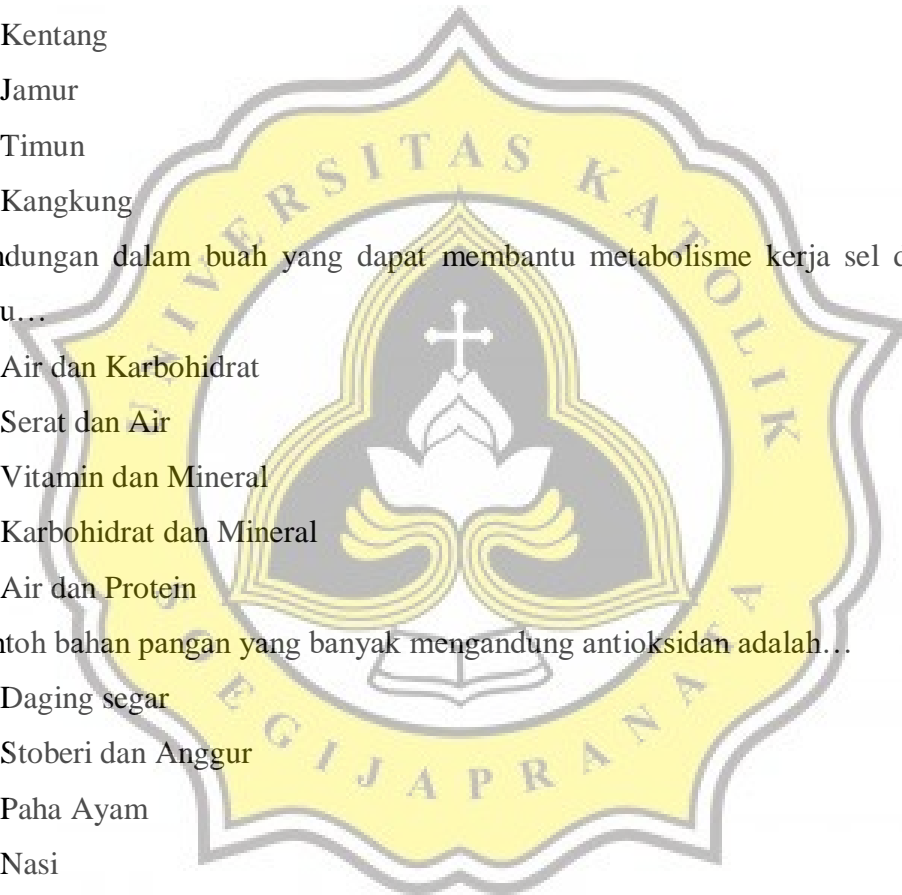 Kentang
Jamur
Timun
Kangkung
ndungan dalam buah yang dapat membantu metabolisme kerja sel d
u…
Air dan Karbohidrat
Serat dan Air
Vitamin dan Mineral
Karbohidrat dan Mineral
Air dan Protein
ntoh bahan pangan yang banyak mengandung antioksidan adalah…
Daging segar
Stoberi dan Anggur
Paha Ayam
Nasi
UNIVERSITAS KATOLIK
SOEGIJAPRANATA